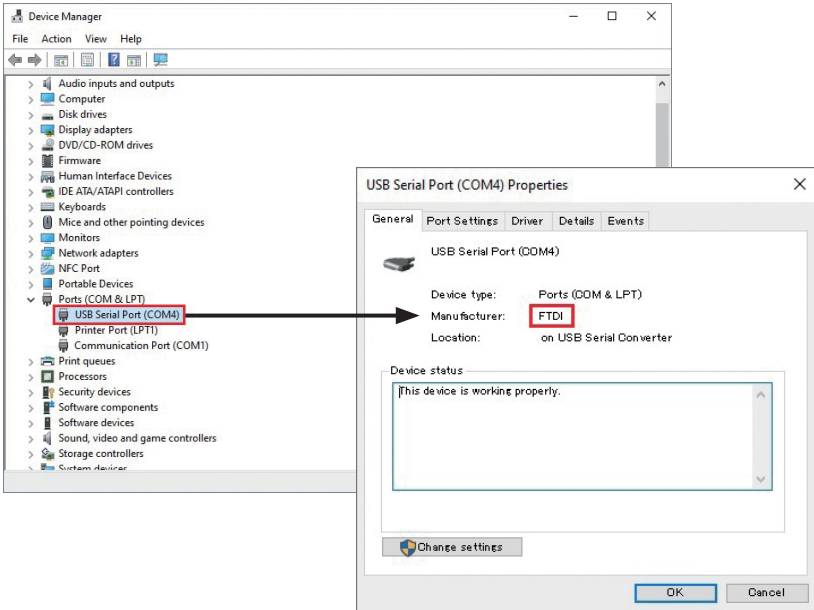 Device Manager
File Action View Help
Audio inputs and outputs
Computer
Disk drives
Display adapters
DVD/CD-ROM drives
Firmware
Human Interface Devices
IDE ATA/ATAPI controllers
Keyboards
Mice and other pointing devices
Monitors
Network adapters
NFC Port
Portable Devices
Ports (COM & LPT)
USB Serial Port (COM4)
Printer Port (LPT1)
Communication Port (COM1)
Print queues
Processors
Security devices
Software components
Software devices
Sound, video and game controllers
Storage controllers
System devices
USB Serial Port (COM4) Properties
General Port Settings Driver Details Events
USB Serial Port (COM4)
Device type: Ports (COM & LPT)
Manufacturer: FTDI
Location: on USB Serial Converter
Device status
This device is working properly.
Change settings
OK Cancel